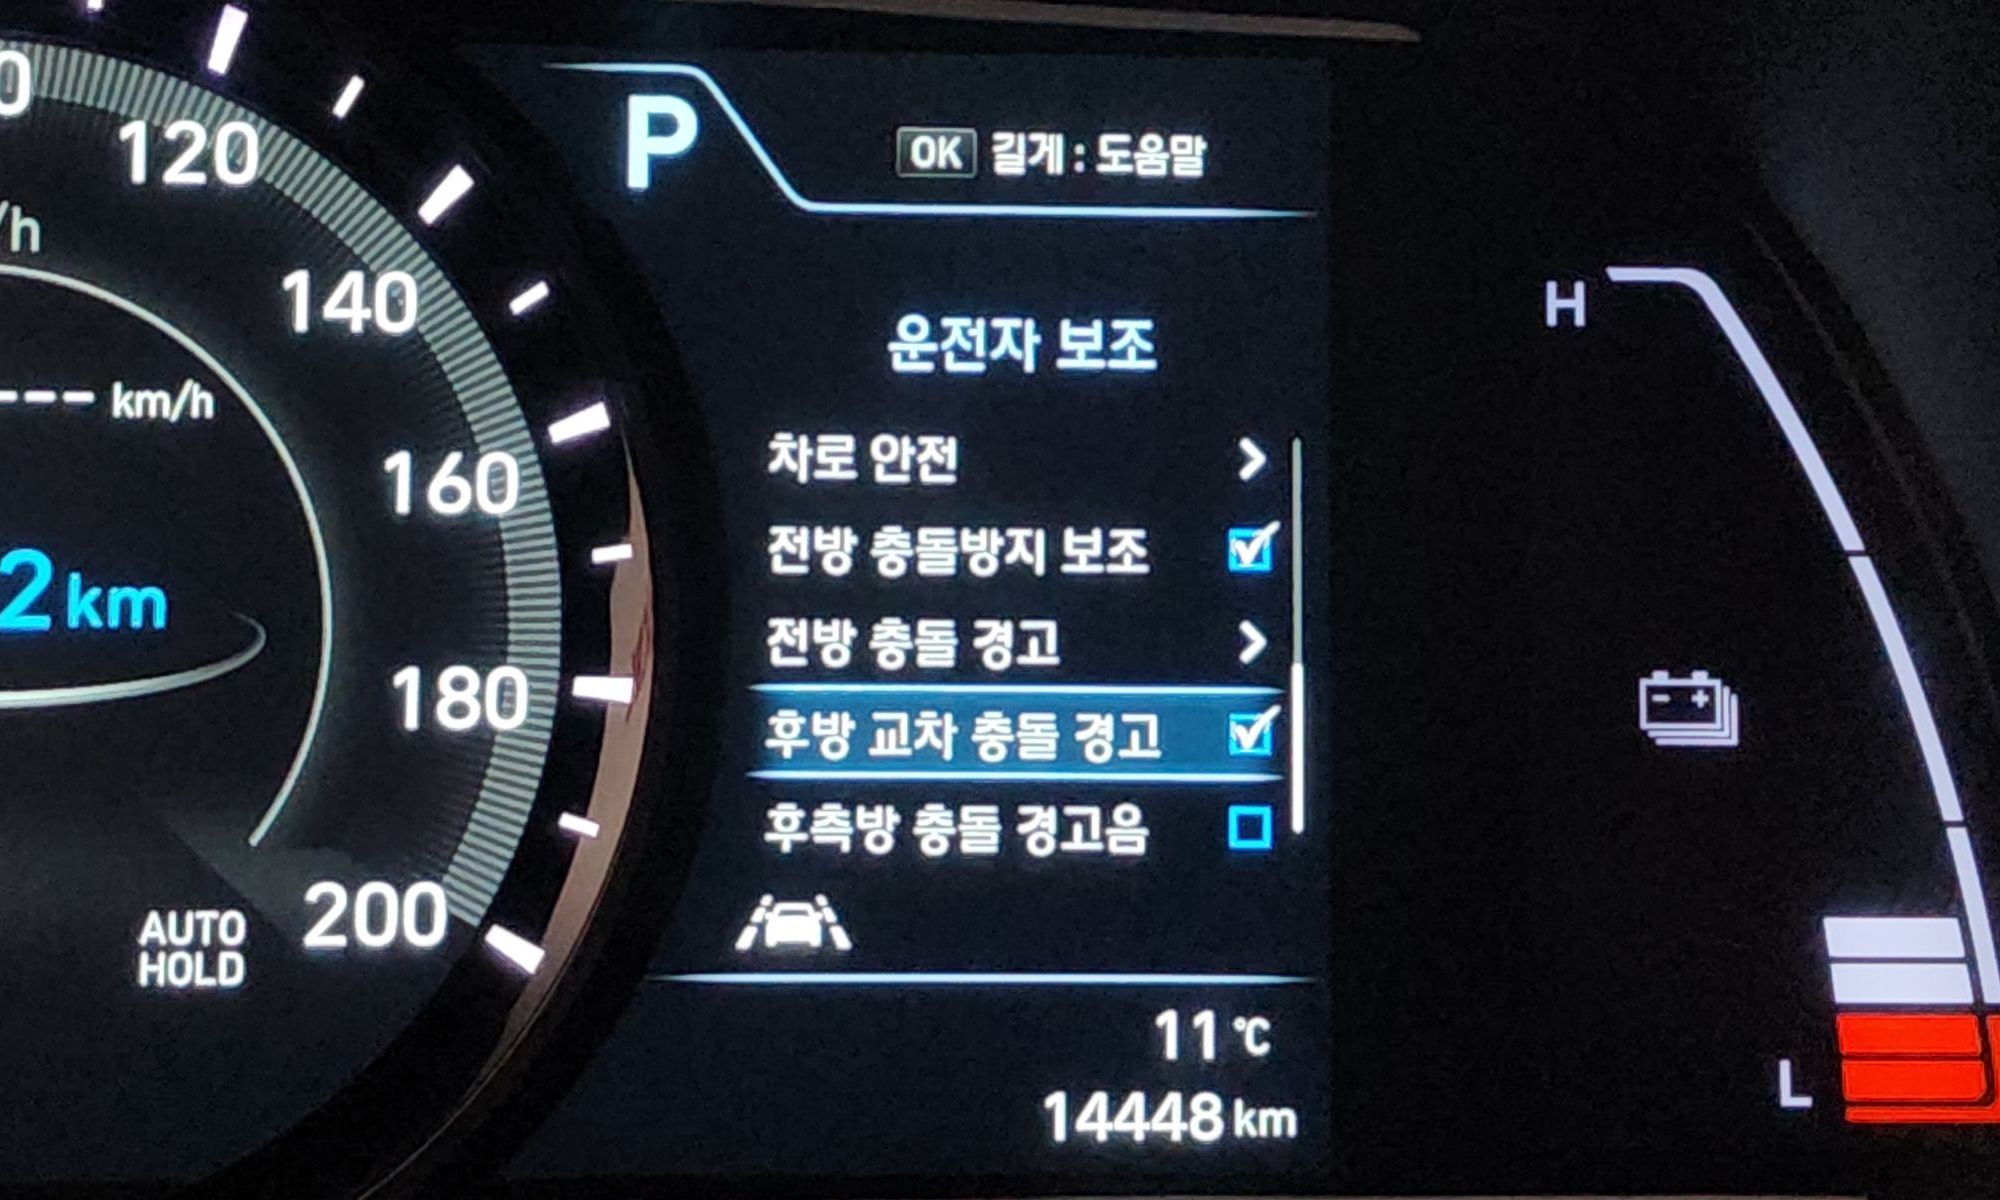 120
P
OK 길게 : 도움말
/h
140
H
운전자 보조
--- km/h
차로 안전
160
전방 충돌방지 보조
2 km
전방 충돌 경고
180
후방 교차 충돌 경고
후측방 충돌 경고음
200
AUTO
HOLD
11 °C
L
14448 km